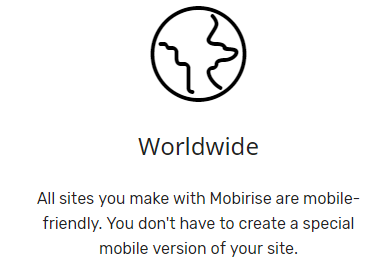 Worldwide
All sites you make with Mobirise are mobile-
friendly. You don't have to create a special
mobile version of your site.